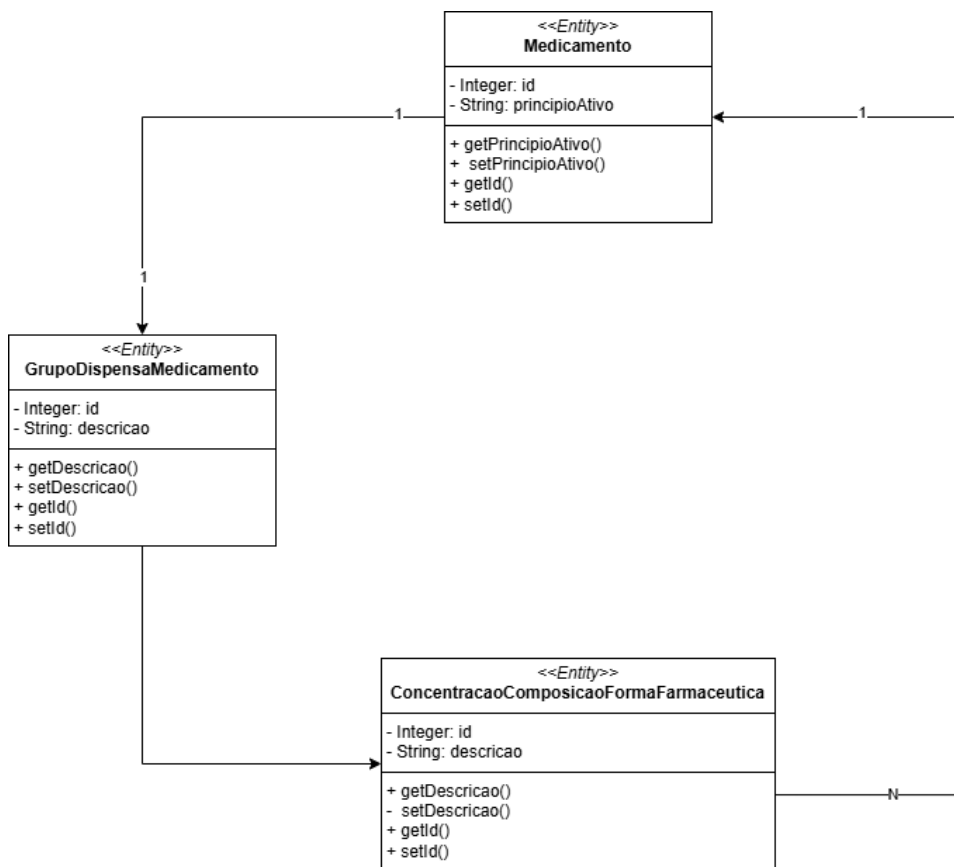 <<Entity>>
Medicamento
- Integer: id
- String: principioAtivo
+ getPrincipioAtivo()
+  setPrincipioAtivo()
+ getId()
+ setId()
1
1
1
<<Entity>>
GrupoDispensaMedicamento
- Integer: id
- String: descricao
+ getDescricao()
+ setDescricao()
+ getId()
+ setId()
<<Entity>>
ConcentracaoComposicaoFormaFarmaceutica
- Integer: id
- String: descricao
+ getDescricao()
-  setDescricao()
+ getId()
+ setId()
N